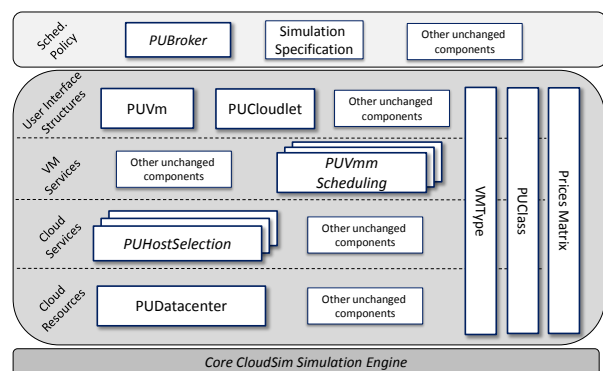 Sched.
Policy
PUBroker
Simulation
Specification
Other unchanged
components
User Interface
Structures
PUVm
PUCloudlet
Other unchanged
components
VM
Services
Other unchanged
components
PUVmm
Scheduling
Cloud
Services
PUHostSelection
Other unchanged
components
Cloud
Resources
PUDatacenter
Other unchanged
components
VMType
PUClass
Prices Matrix
Core CloudSim Simulation Engine